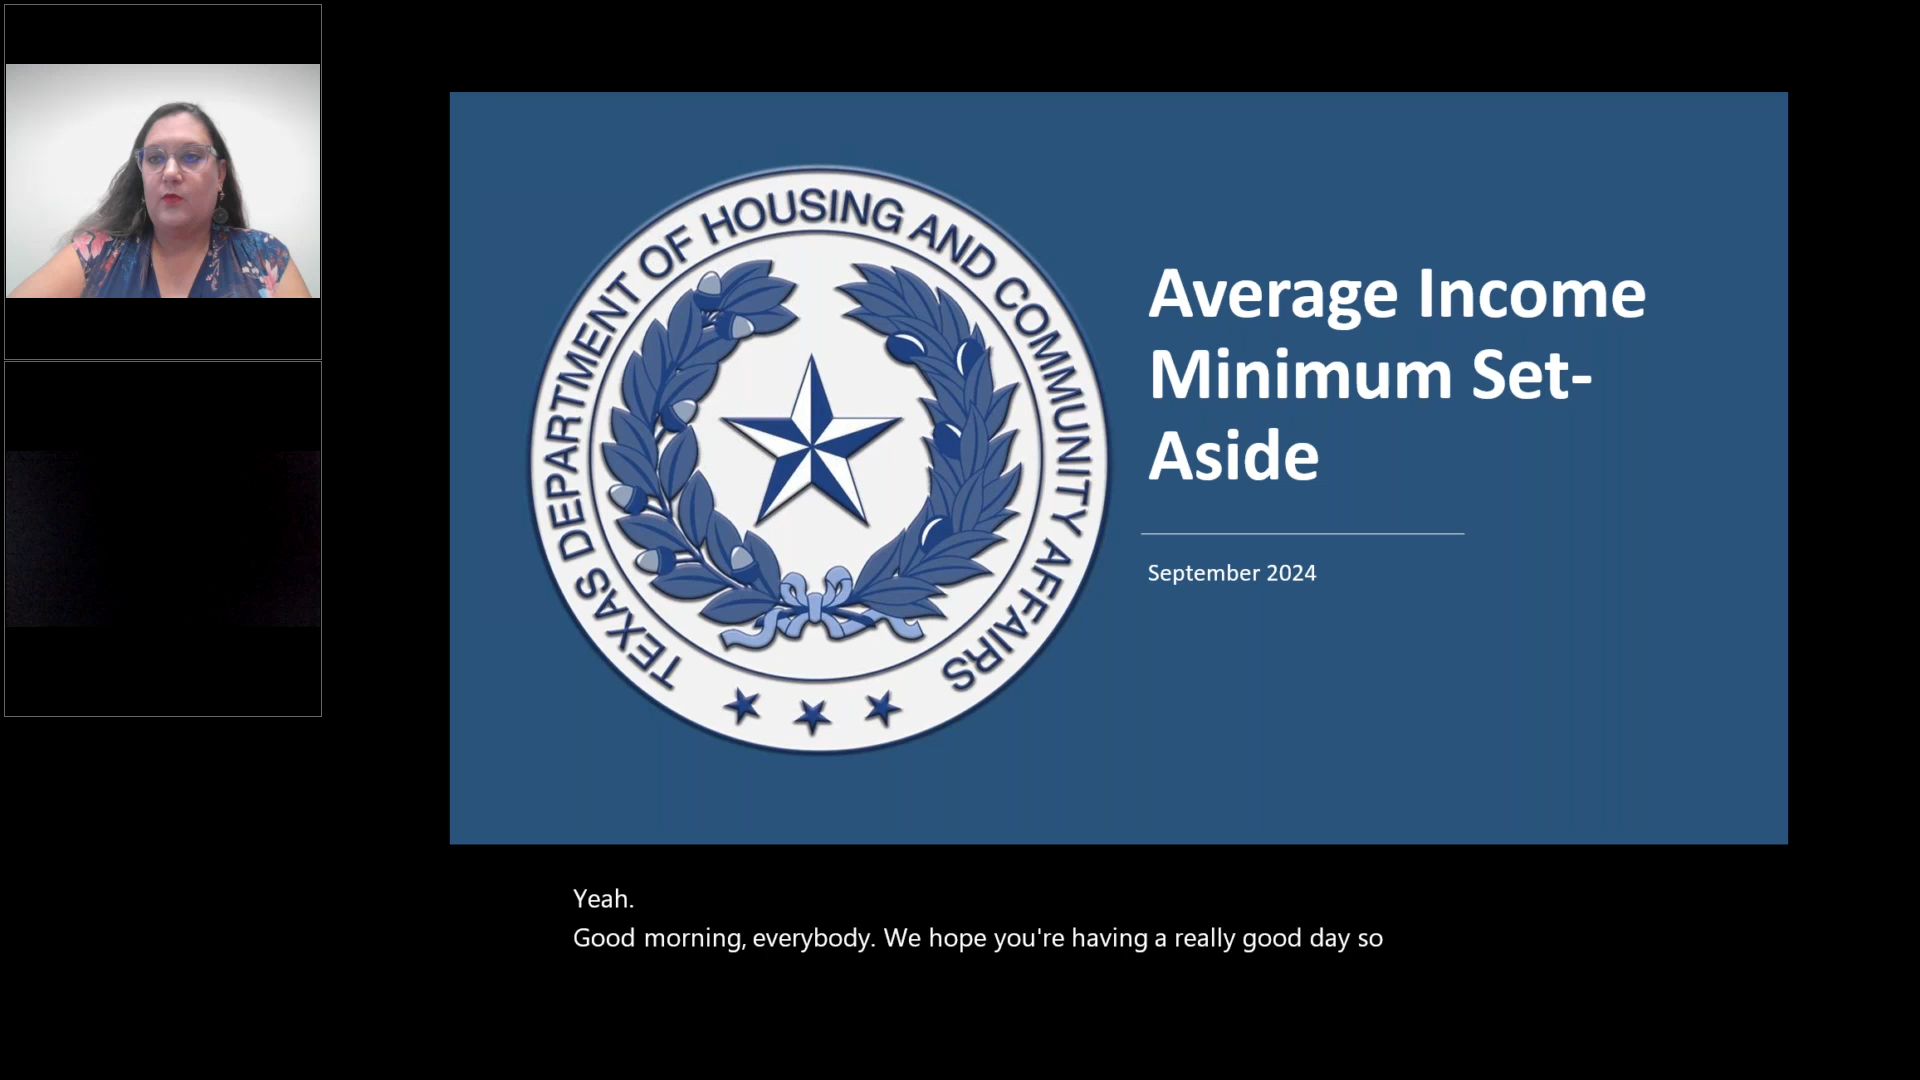 TEXAS DEPARTMENT OF HOUSING AND COMMUNITY AFFAIRS
Average Income
Minimum Set-
Aside
September 2024
Yeah.
Good morning, everybody. We hope you're having a really good day so